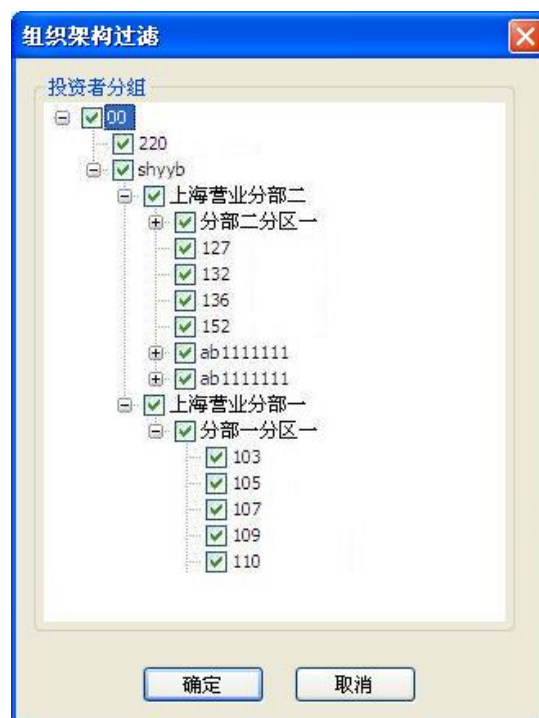 组织架构过滤
投资者分组
00
220
shyyb
上海营业分部二
分部二分区一
127
132
136
152
ab1111111
ab1111111
上海营业分部一
分部一分区一
103
105
107
109
110
确定 取消